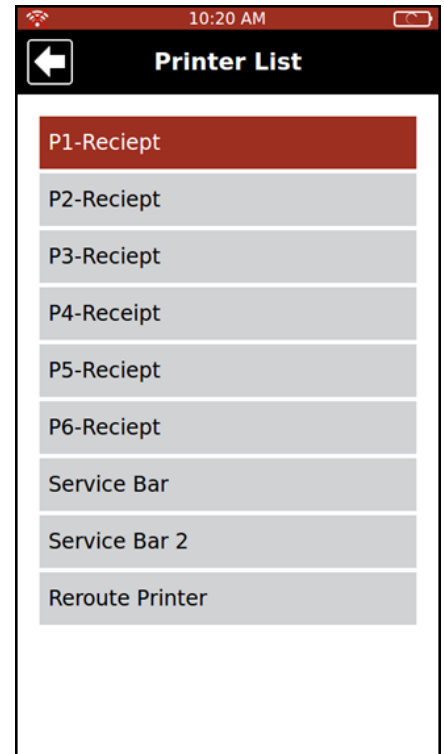 10:20 AM
Printer List
P1-Reciept
P2-Reciept
P3-Reciept
P4-Receipt
P5-Reciept
P6-Reciept
Service Bar
Service Bar 2
Reroute Printer